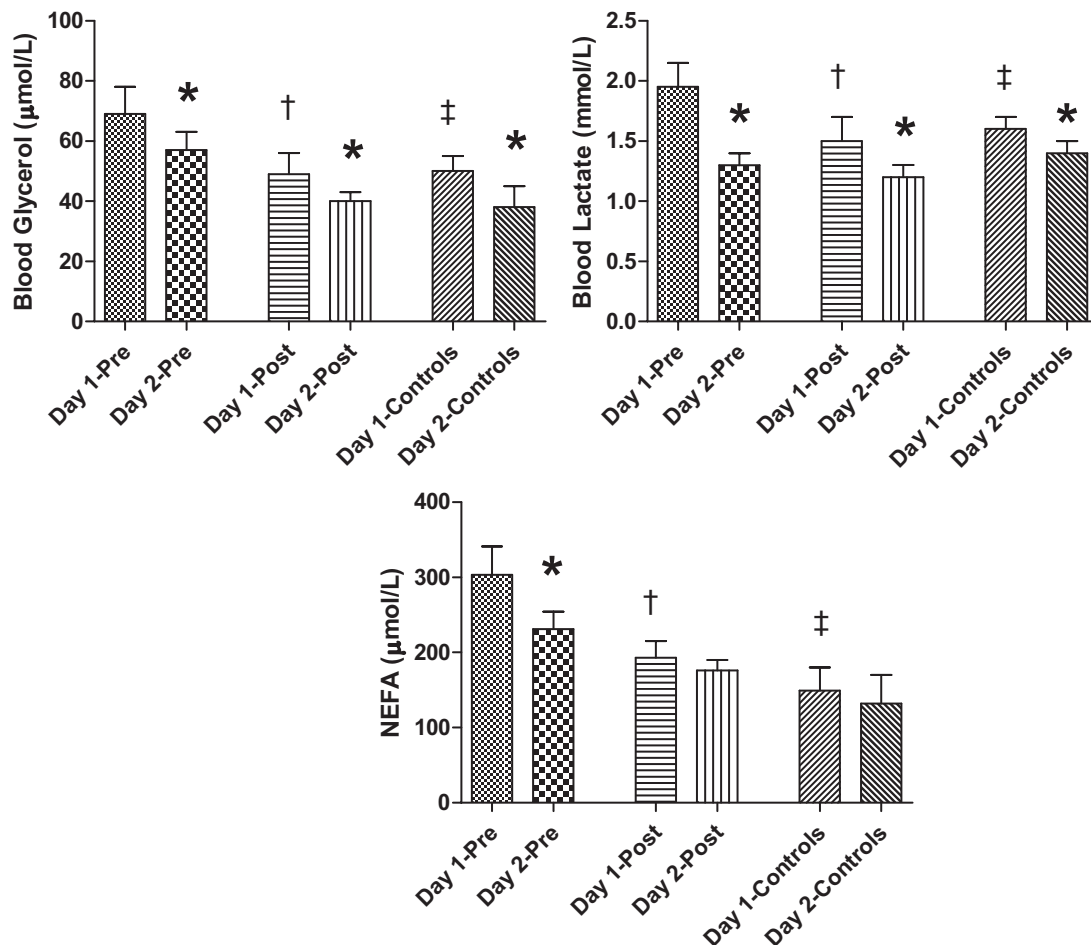 Blood Glycerol (μmol/L)
100
80
60
40
20
0
*
†
*
‡
*
Day 1-Pre
Day 2-Pre
Day 1-Post
Day 2-Post
Day 1-Controls
Day 2-Controls
Blood Lactate (mmol/L)
2.5
2.0
1.5
1.0
0.5
0.0
*
†
*
‡
*
Day 1-Pre
Day 2-Pre
Day 1-Post
Day 2-Post
Day 1-Controls
Day 2-Controls
NEFA (μmol/L)
400
300
200
100
0
*
†
‡
Day 1-Pre
Day 2-Pre
Day 1-Post
Day 2-Post
Day 1-Controls
Day 2-Controls